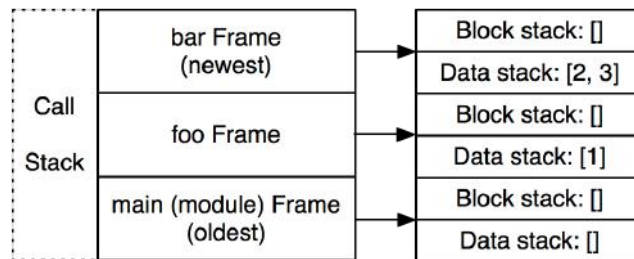 Call
Stack
bar Frame
(newest)
foo Frame
main (module) Frame
(oldest)
Block stack: []
Data stack: [2, 3]
Block stack: []
Data stack: [1]
Block stack: []
Data stack: []